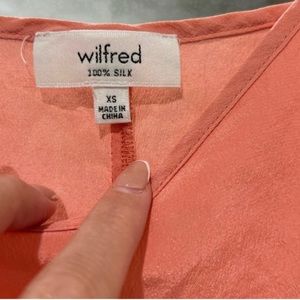 wilfred
100% SILK
XS
MADE IN
CHINA